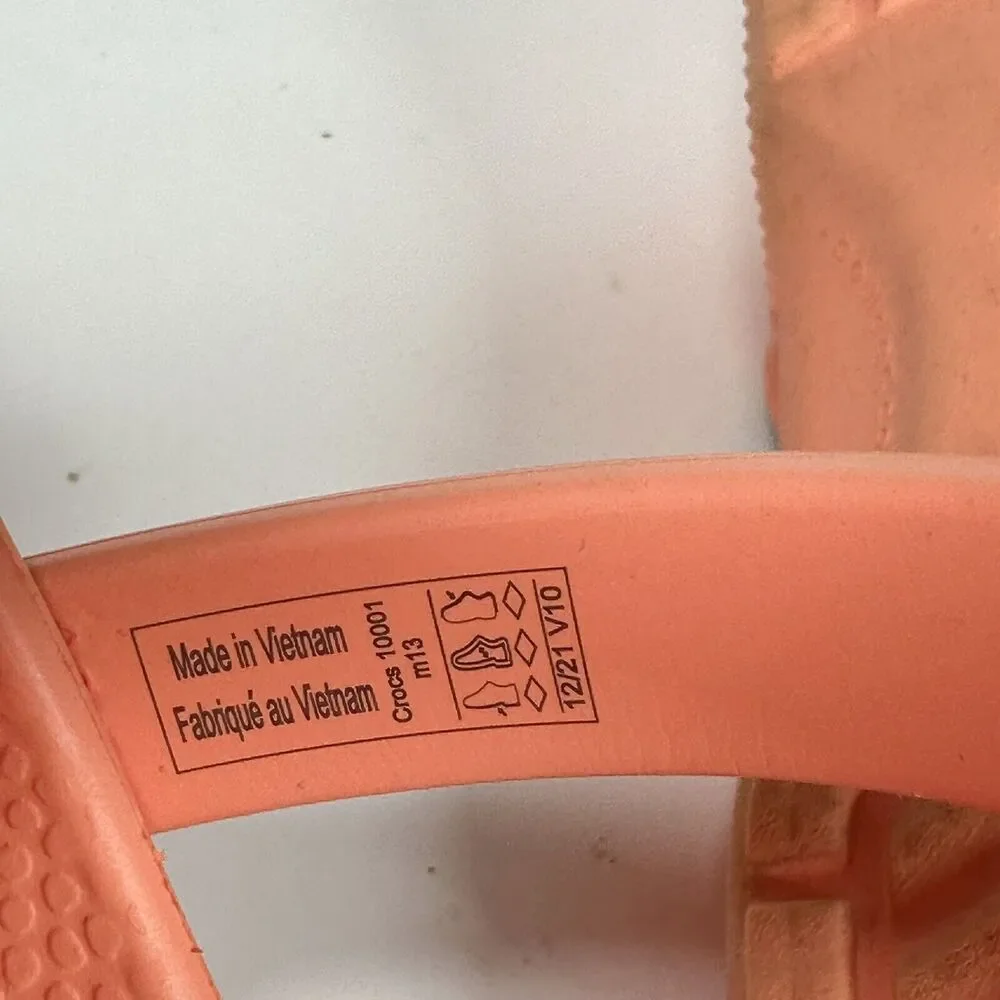 Made in Vietnam
Fabriqué au Vietnam
Crocs 10001
m13
12/21 V10